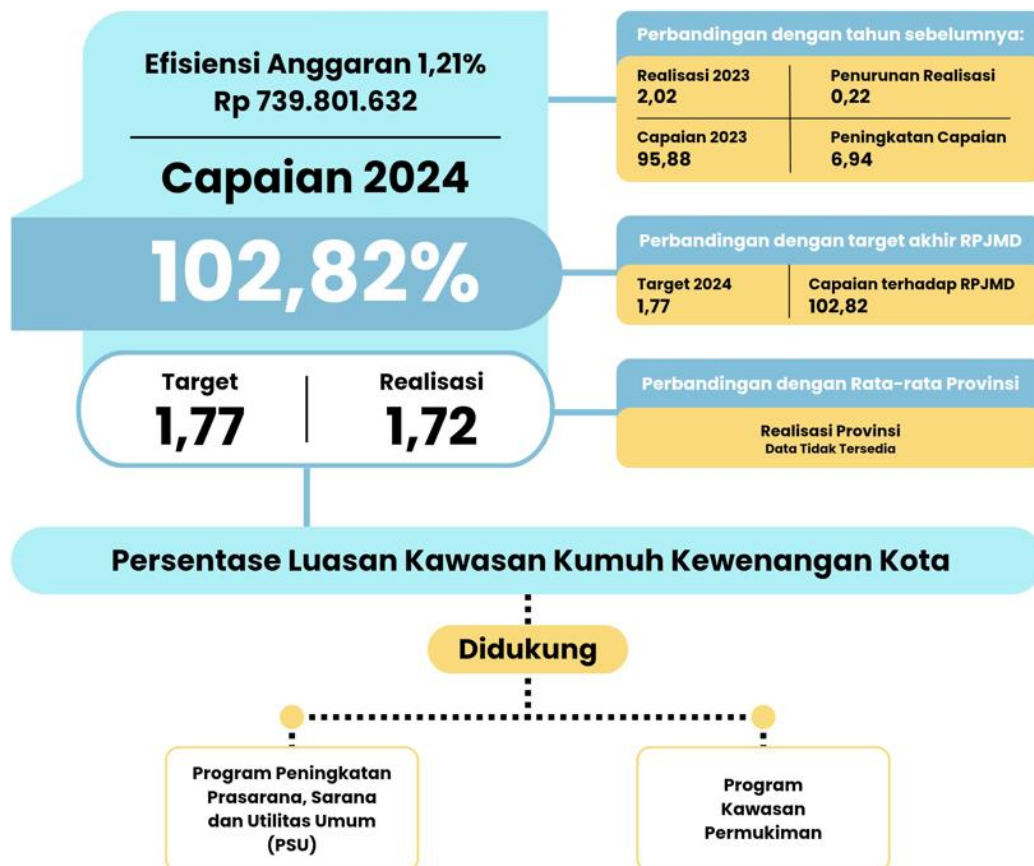 Efisiensi Anggaran 1,21%
Rp 739.801.632
Capaian 2024
102,82%
Target
1,77
Realisasi
1,72
Perbandingan dengan tahun sebelumnya:
Realisasi 2023
2,02
Penurunan Realisasi
0,22
Capaian 2023
95,88
Peningkatan Capaian
6,94
Perbandingan dengan target akhir RPJMD
Target 2024
1,77
Capaian terhadap RPJMD
102,82
Perbandingan dengan Rata-rata Provinsi
Realisasi Provinsi
Data Tidak Tersedia
Persentase Luasan Kawasan Kumuh Kewenangan Kota
Didukung
Program Peningkatan
Prasarana, Sarana
dan Utilitas Umum
(PSU)
Program
Kawasan
Permukiman